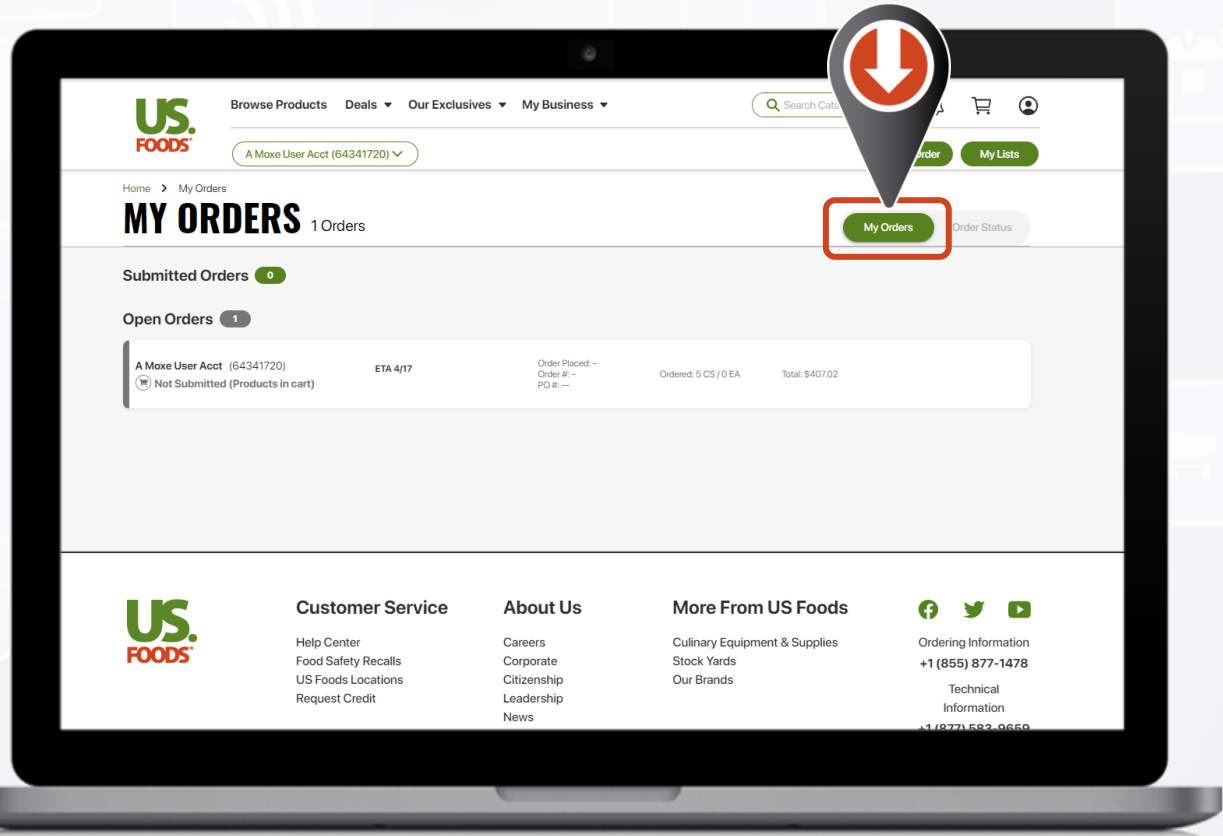 US.
FOODS®
Browse Products Deals Our Exclusives My Business
Search
A Moxe User Acct (64341720)
My Lists
Home > My Orders
MY ORDERS 1 Orders
My Orders
Order Status
Submitted Orders 0
Open Orders 1
A Moxe User Acct (64341720)
Not Submitted (Products in cart)
ETA 4/17
Order Placed: -
Order #: -
PO #: --
Ordered: 5 CS / 0 EA
Total: $407.02
US.
FOODS®
Customer Service
Help Center
Food Safety Recalls
US Foods Locations
Request Credit
About Us
Careers
Corporate
Citizenship
Leadership
News
More From US Foods
Culinary Equipment & Supplies
Stock Yards
Our Brands
Ordering Information
+1 (855) 877-1478
Technical
Information
+1 (877) 583-9659